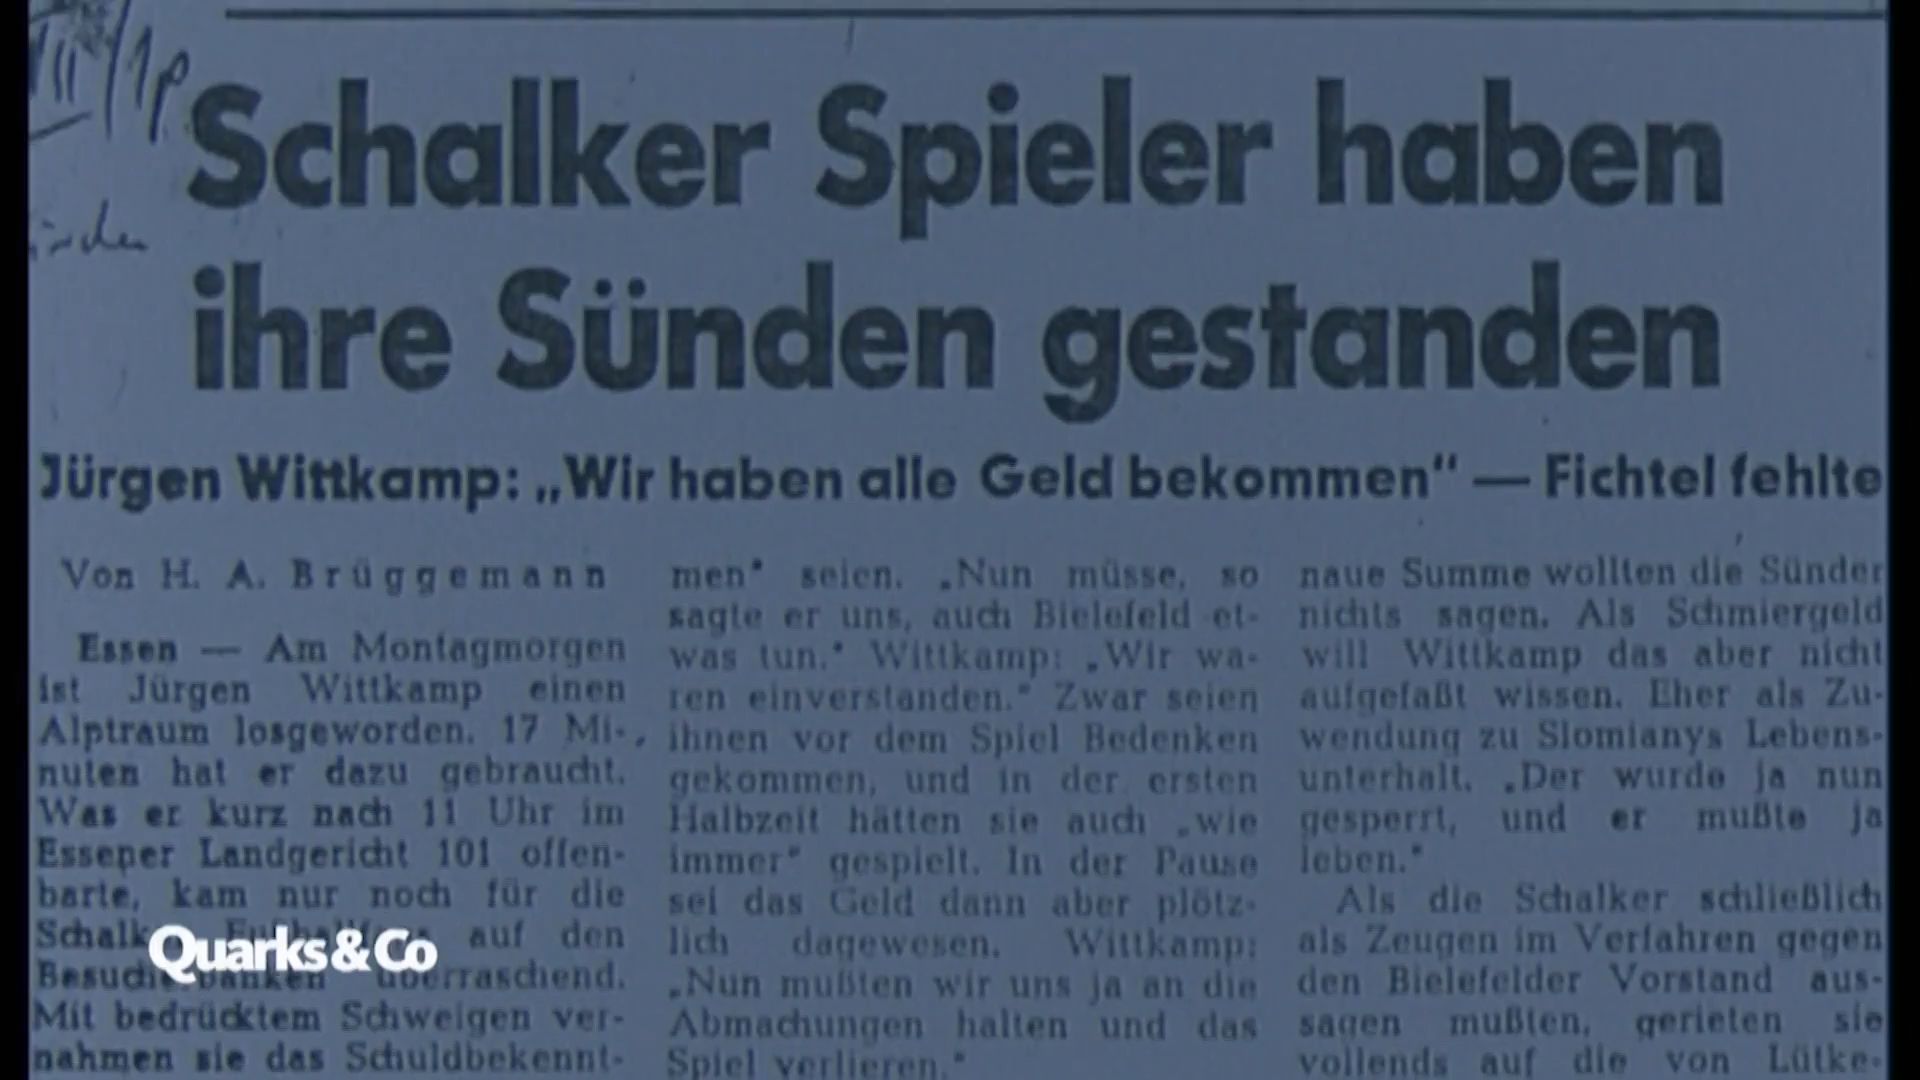 Schalker Spieler haben
ihre Sünden gestanden
Jürgen Wittkamp: „Wir haben alle Geld bekommen“ — Fichtel fehlte
Von H. A. Brüggemann
Essen — Am Montagmorgen
ist Jürgen Wittkamp einen
Alptraum losgeworden. 17 Mi-
nuten hat er dazu gebraucht.
Was er kurz nach 11 Uhr im
Essener Landgericht 101 offen-
barte, kam nur noch für die
auf den
überraschend.
Mit bedrücktem Schweigen ver-
nahmen sie das Schuldbekennt-
men" seien. „Nun müsse, so
sagte er uns, auch Bielefeld et-
was tun." Wittkamp: „Wir wa-
ren einverstanden." Zwar seien
ihnen vor dem Spiel Bedenken
gekommen, und in der ersten
Halbzeit hätten sie auch „wie
immer" gespielt. In der Pause
sei das Geld dann aber plötz-
lich dagewesen. Wittkamp:
„Nun mußten wir uns ja an die
Abmachungen halten und das
Spiel verlieren."
naue Summe wollten die Sünder
nichts sagen. Als Schmiergeld
will Wittkamp das aber nicht
aufgefaßt wissen. Eher als Zu-
wendung zu Slomianys Lebens-
unterhalt. „Der wurde ja nun
gesperrt, und er mußte ja
leben."
Als die Schalker schließlich
als Zeugen im Verfahren gegen
den Bielefelder Vorstand aus-
sagen mußten, gerieten sie
vollends auf die von Lütke-
Quarks & Co